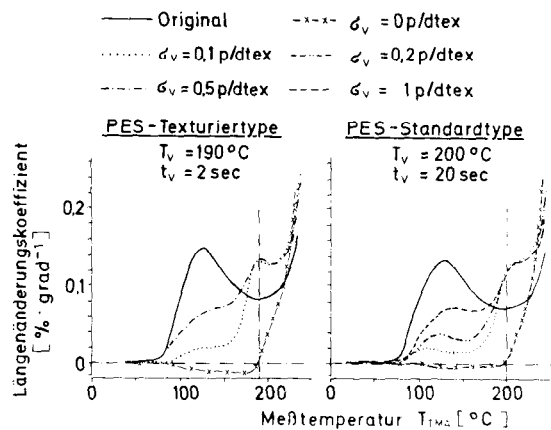 Original
σv = 0 p/dtex
σv = 0,1 p/dtex
σv = 0,2 p/dtex
σv = 0,5 p/dtex
σv = 1 p/dtex
PES-Texturiertype
Tv = 190 °C
tv = 2 sec
PES-Standardtype
Tv = 200 °C
tv = 20 sec
Längenänderungskoeffizient
[% · grad⁻¹]
0,2
0,1
0
0 100 200
0 100 200
Meßtemperatur TTMA [°C]